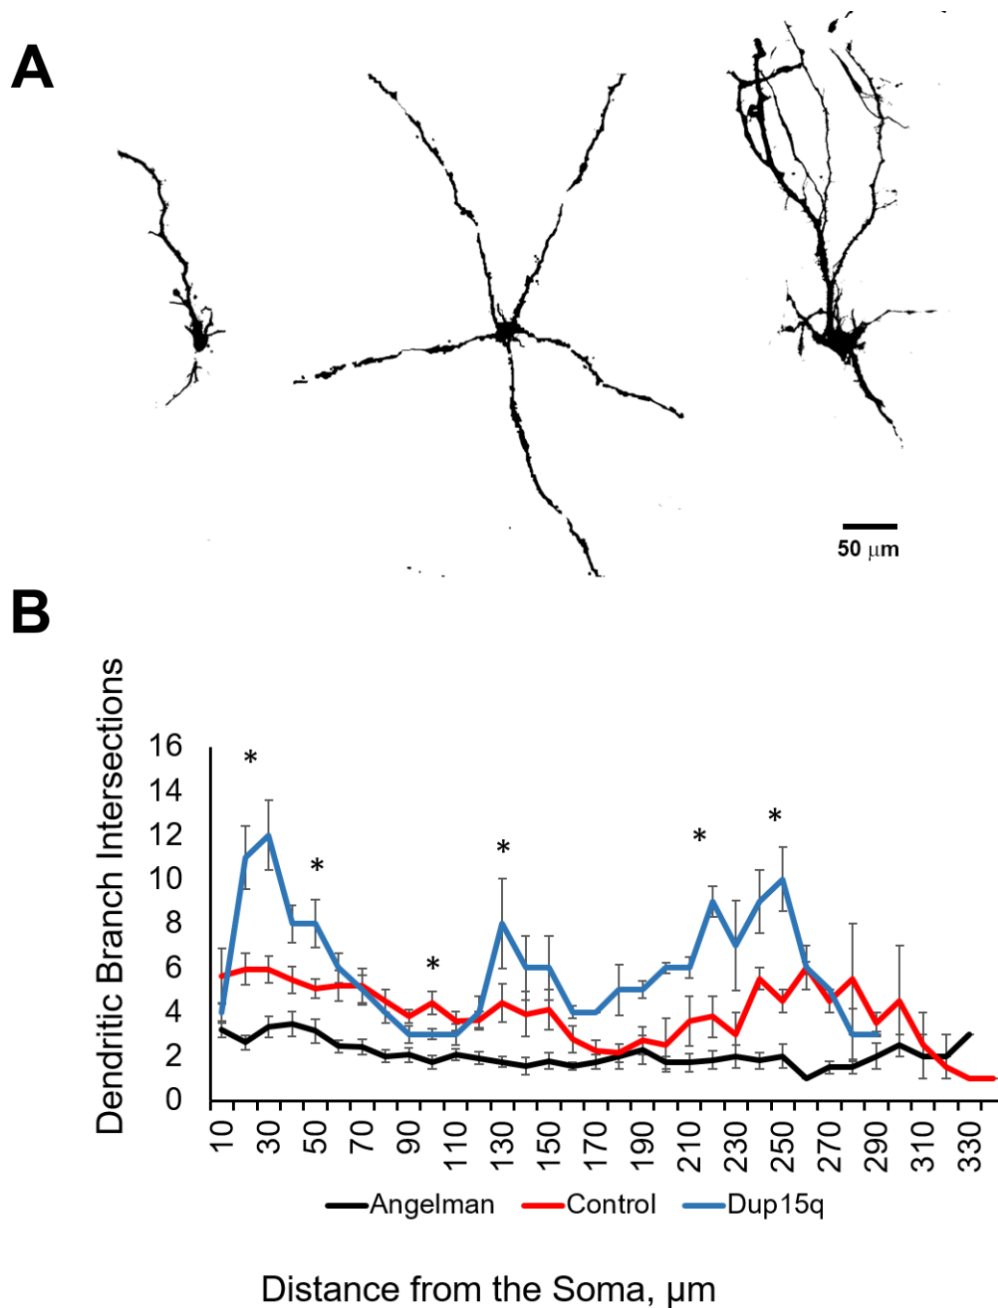 A
50 μm
B
Dendritic Branch Intersections
16
14
12
10
8
6
4
2
0
* * * * * *
10 30 50 70 90 110 130 150 170 190 210 230 250 270 290 310 330
Angelman Control Dup15q
Distance from the Soma, μm